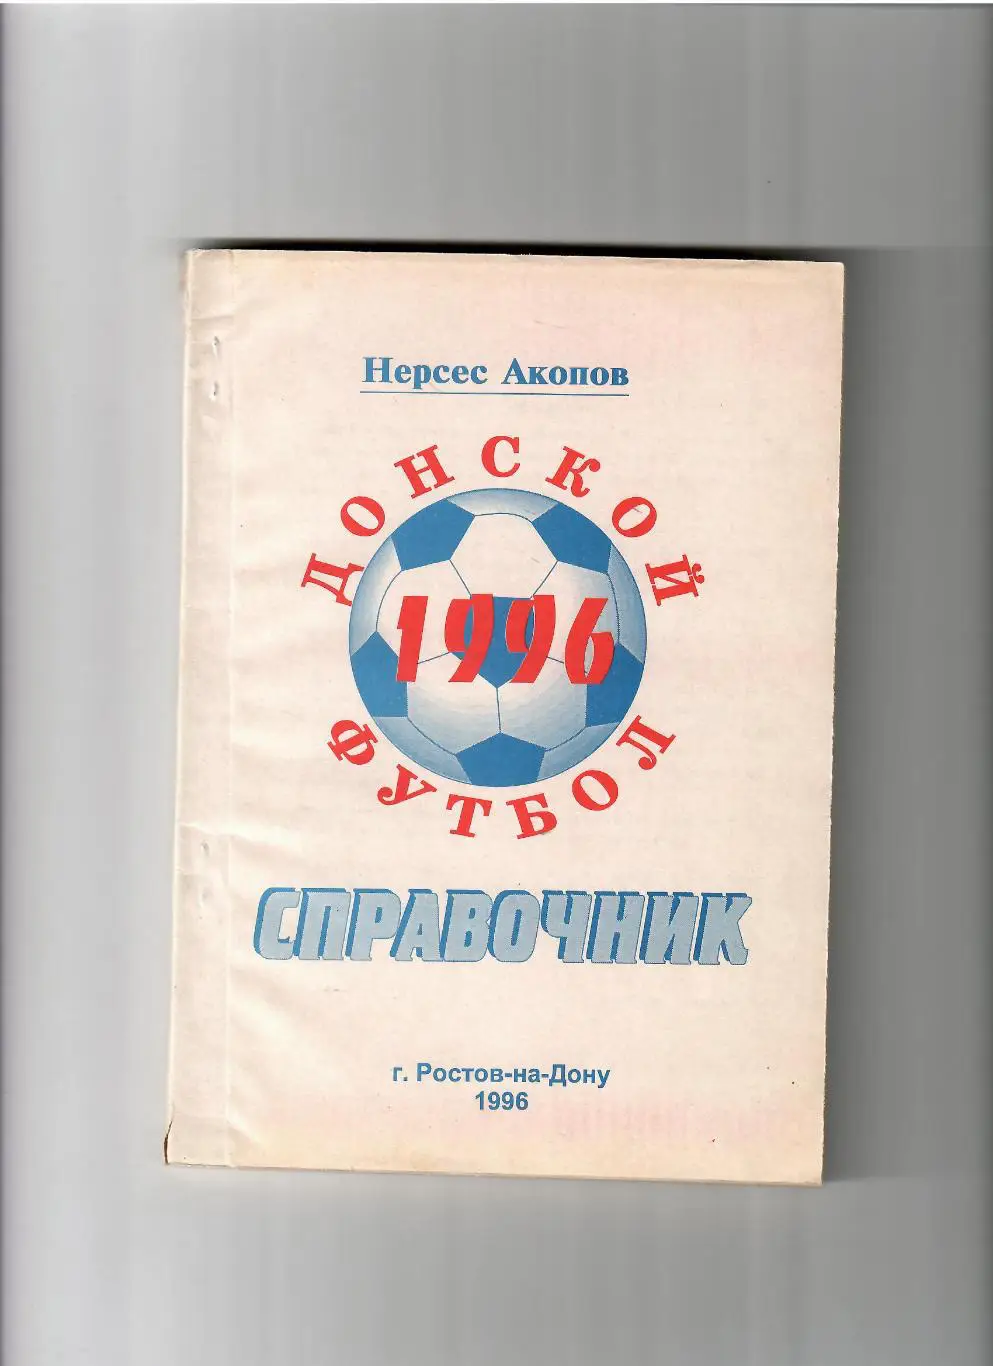 Нерсес Акопов
ДОНСКОЙ
1996
ФУТБОЛ
СПРАВОЧНИК
г. Ростов-на-Дону
1996